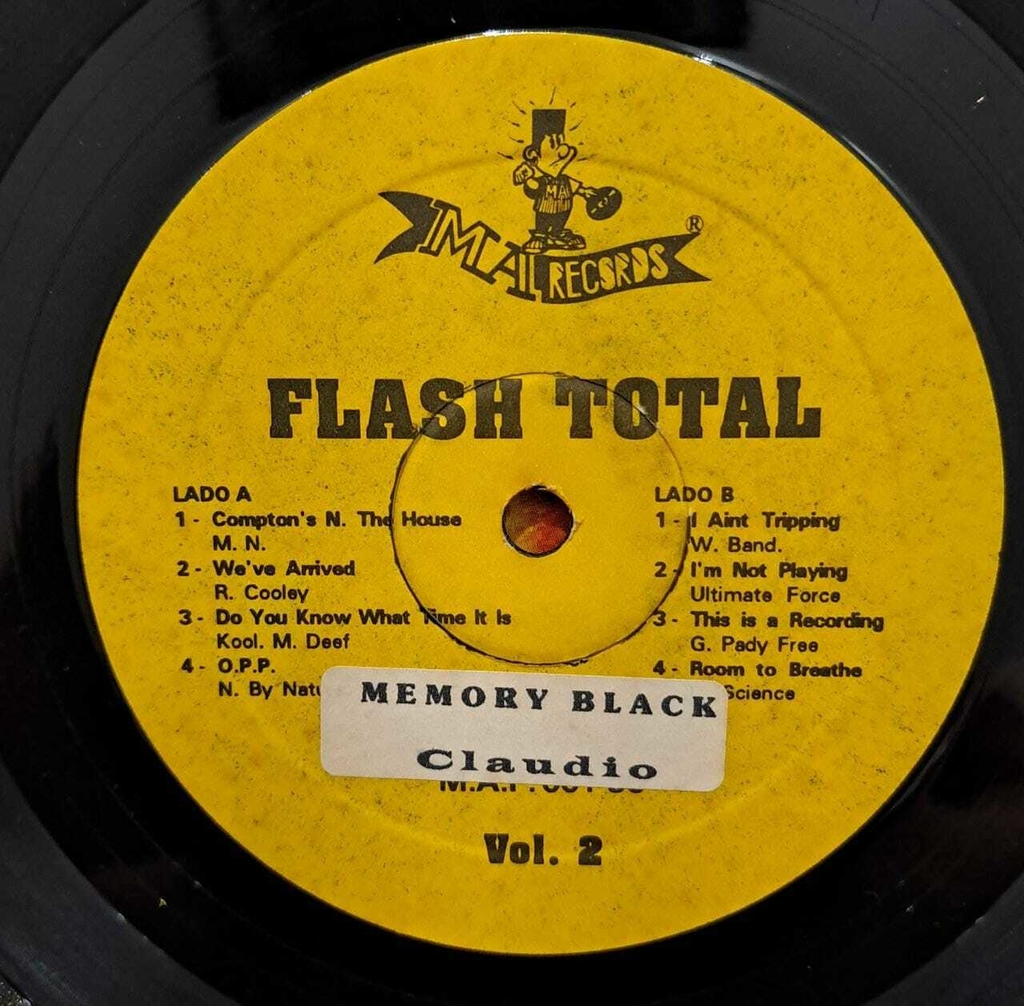 MA
MAIL RECORDS ®
FLASH TOTAL
LADO A
1 - Compton's N. The House
M. N.
2 - We've Arrived
R. Cooley
3 - Do You Know What Time It Is
Kool. M. Deef
4 - O.P.P.
N. By
LADO B
1 - I Aint Tripping
W. Band.
2 - I'm Not Playing
Ultimate Force
3 - This is a Recording
G. Pady Free
4 - Room to Breathe
Science
MEMORY BLACK
Claudio
Vol. 2